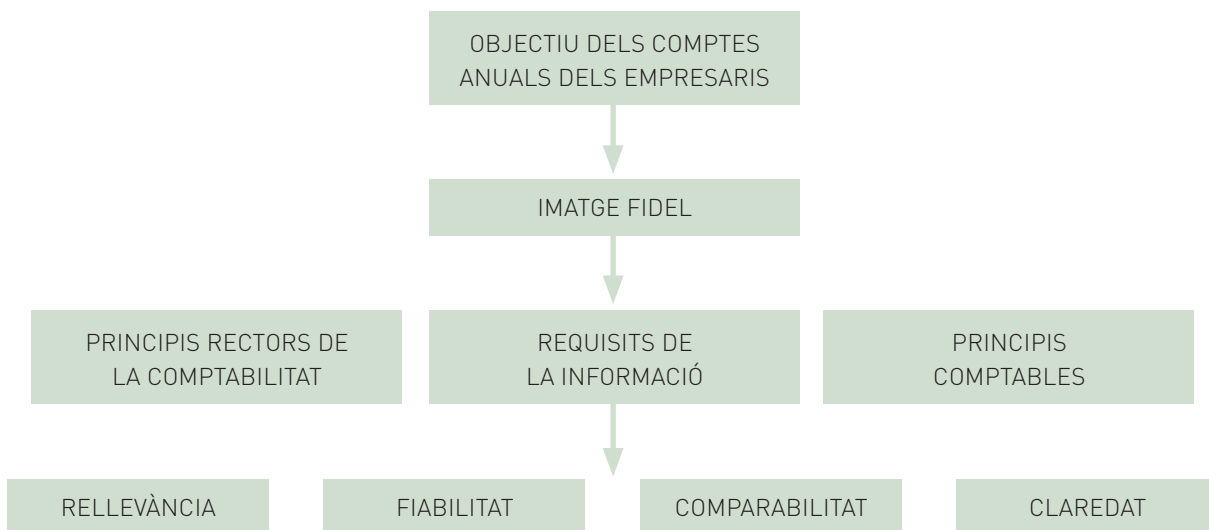 OBJECTIU DELS COMPTES
ANUALS DELS EMPRESARIS
IMATGE FIDEL
PRINCIPIS RECTORS DE
LA COMPTABILITAT
REQUISITS DE
LA INFORMACIÓ
PRINCIPIS
COMPTABLES
RELLEVÀNCIA
FIABILITAT
COMPARABILITAT
CLAREDAT